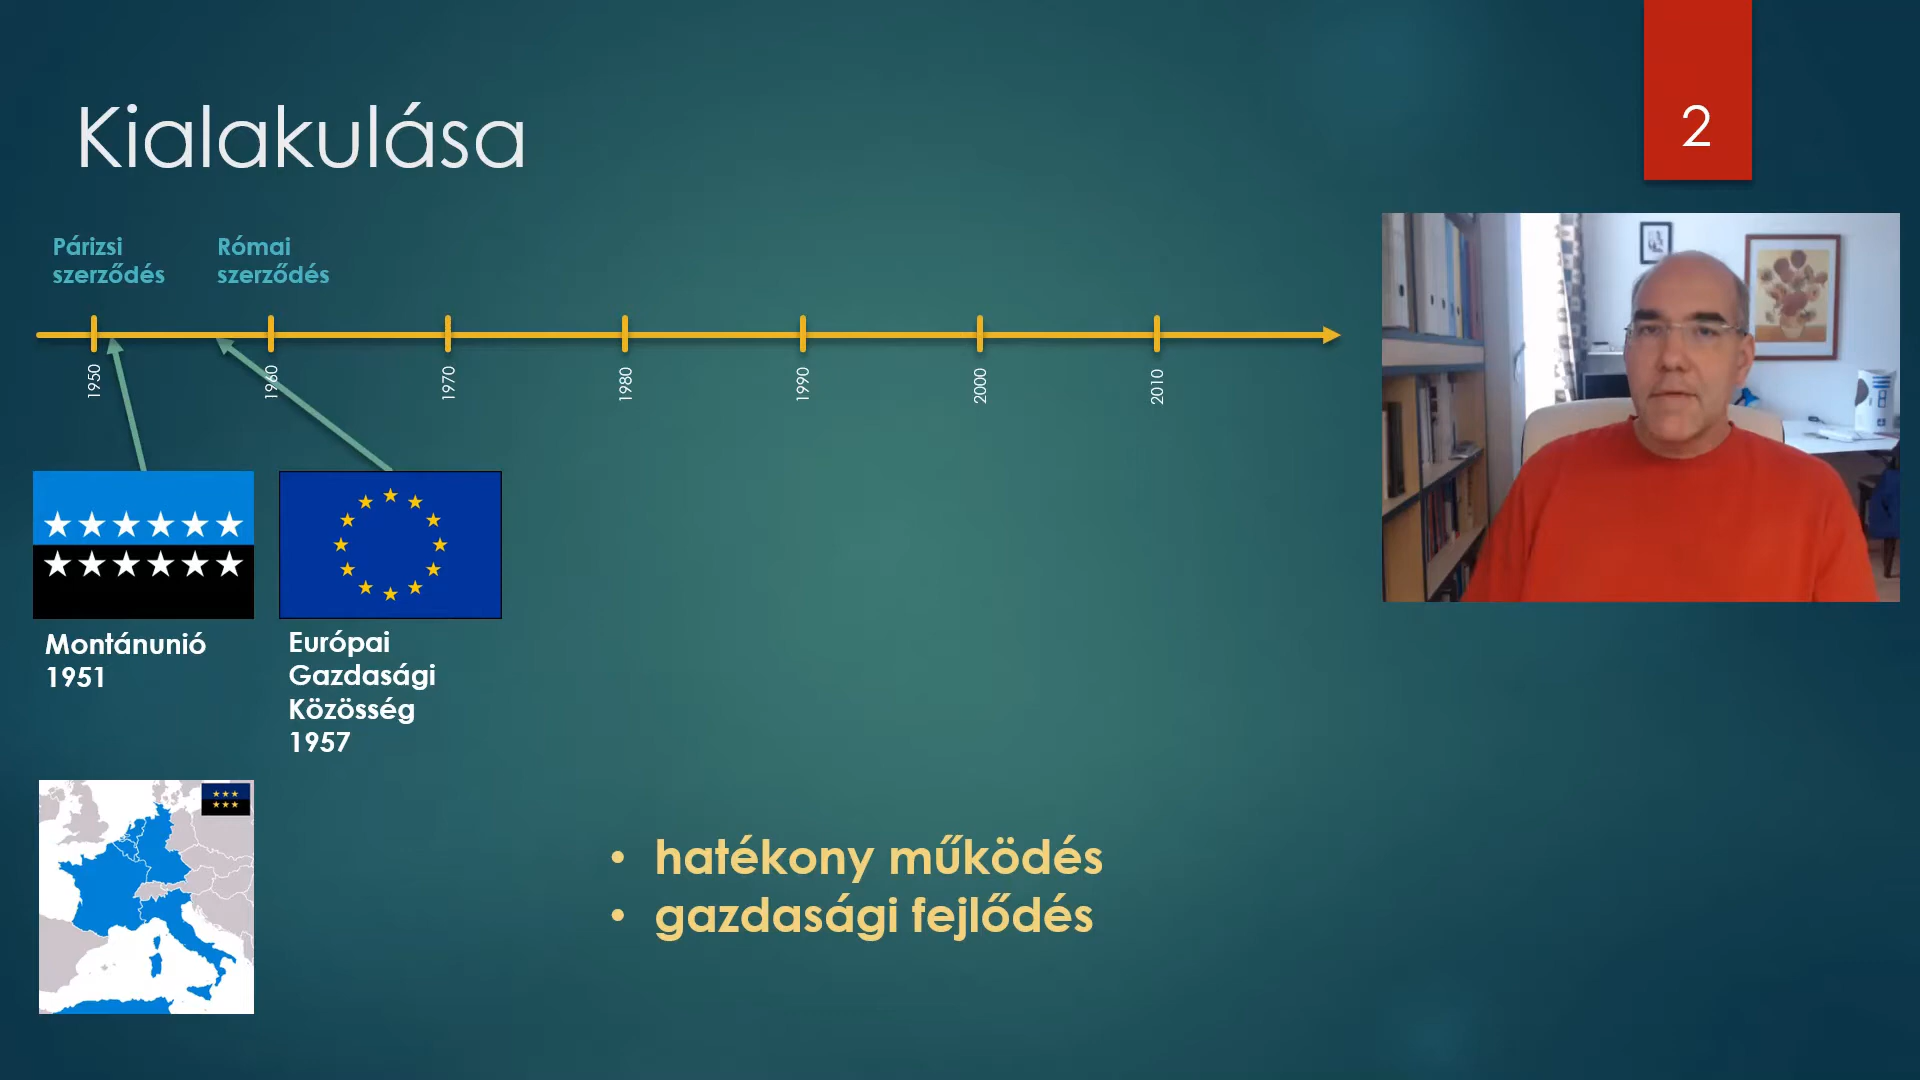 Kialakulása
2
Párizsi
szerződés
Római
szerződés
1950
1960
1970
1980
1990
2000
2010
Montánunió
1951
Európai
Gazdasági
Közösség
1957
• hatékony működés
• gazdasági fejlődés